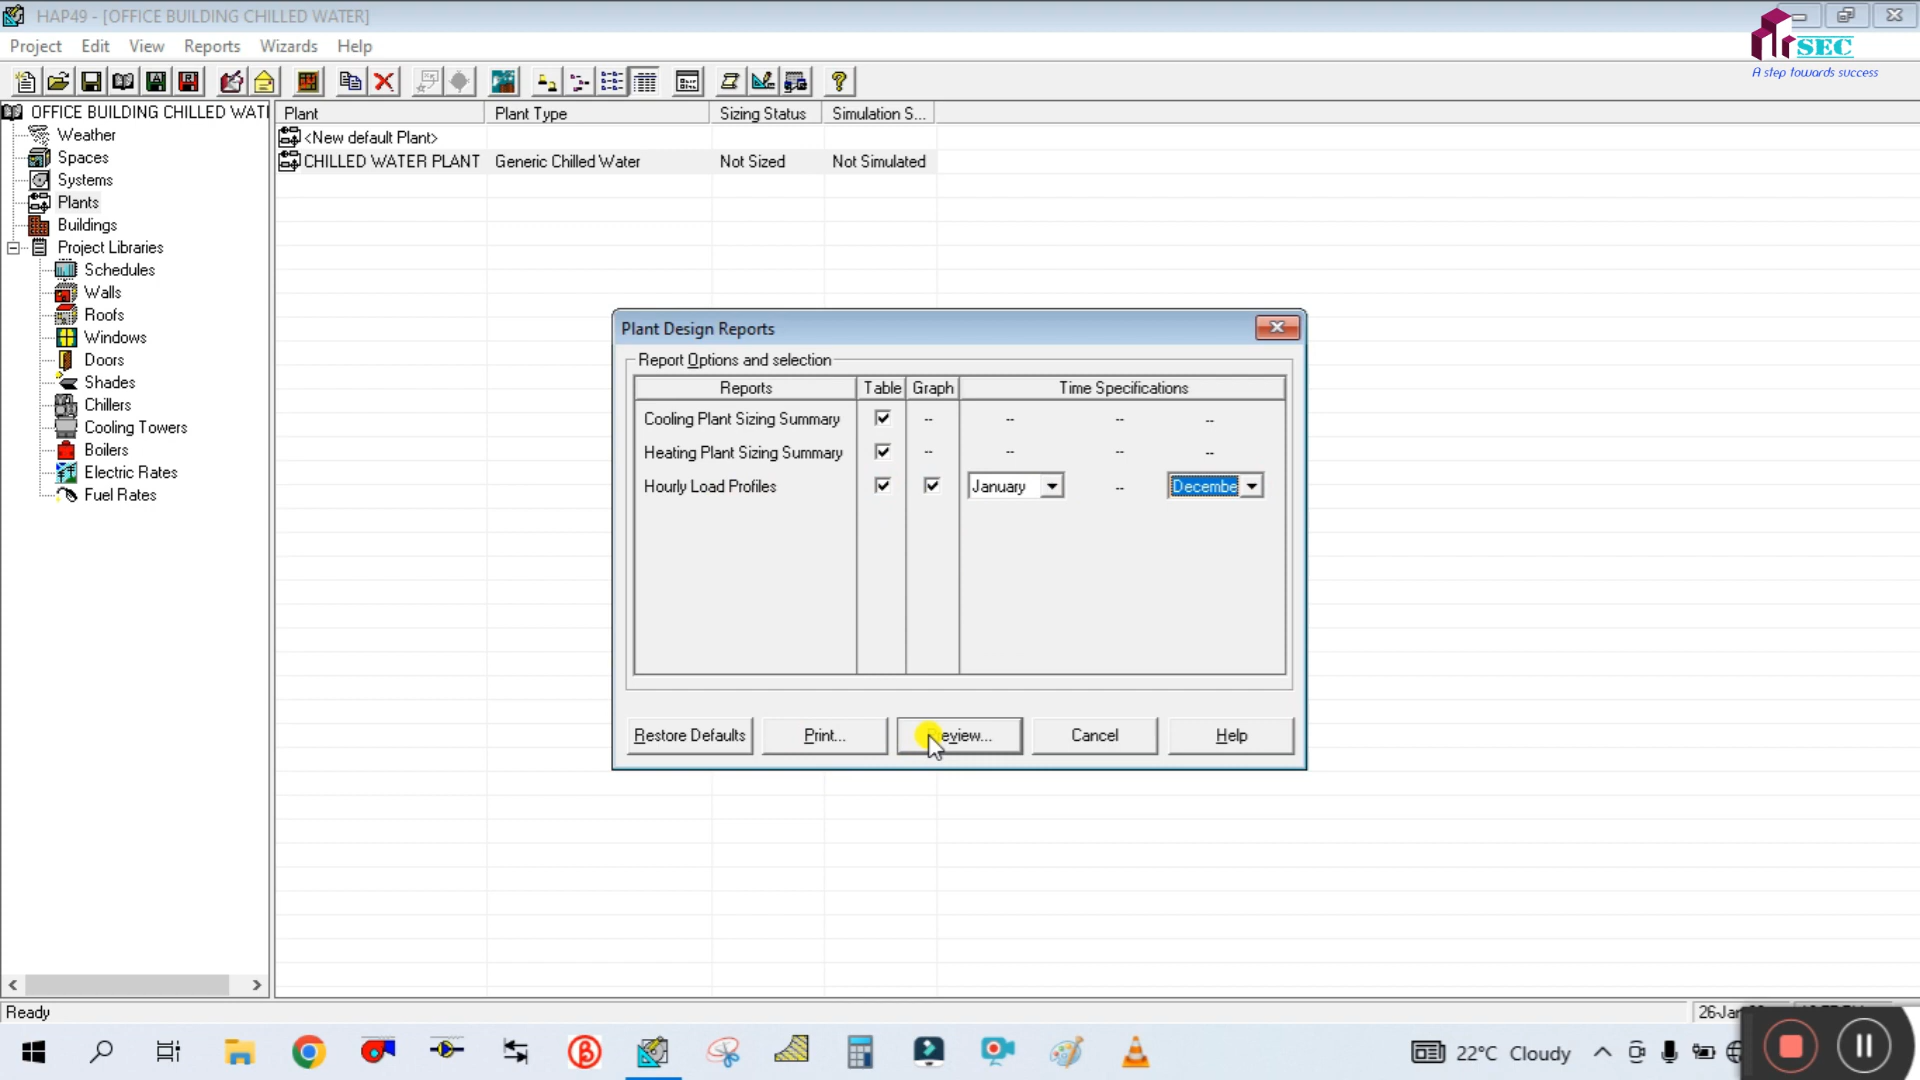 HAP49 - [OFFICE BUILDING CHILLED WATER]
SEC
A step towards success
Project Edit View Reports Wizards Help
OFFICE BUILDING CHILLED WATI
Weather
Spaces
Systems
Plants
Buildings
Project Libraries
Schedules
Walls
Roofs
Windows
Doors
Shades
Chillers
Cooling Towers
Boilers
Electric Rates
Fuel Rates
Plant Plant Type Sizing Status Simulation S...
<New default Plant>
CHILLED WATER PLANT Generic Chilled Water Not Sized Not Simulated
Plant Design Reports
Report Options and selection
Reports Table Graph Time Specifications
Cooling Plant Sizing Summary -- -- -- --
Heating Plant Sizing Summary -- -- -- --
Hourly Load Profiles January -- Decembe
Restore Defaults Print... eview... Cancel Help
Ready
26-Jan
22°C Cloudy